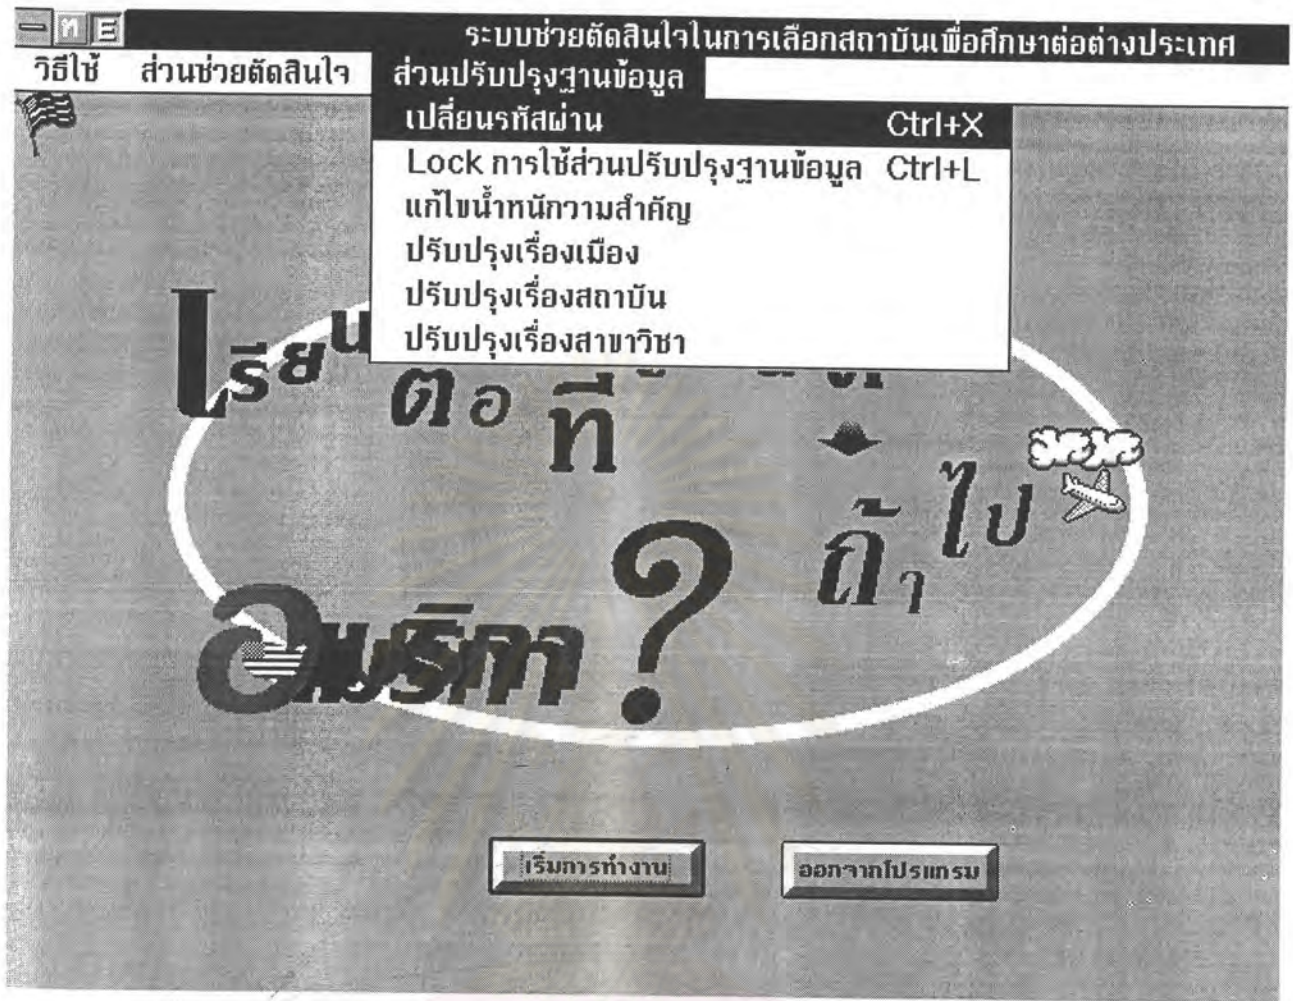 ท E
ระบบช่วยตัดสินใจในการเลือกสถาบันเพื่อศึกษาต่อต่างประเทศ
วิธีใช้ ส่วนช่วยตัดสินใจ ส่วนปรับปรุงฐานข้อมูล
เปลี่ยนรหัสผ่าน Ctrl+X
Lock การใช้ส่วนปรับปรุงฐานข้อมูล Ctrl+L
แก้ไขน้ำหนักความสำคัญ
ปรับปรุงเรื่องเมือง
ปรับปรุงเรื่องสถาบัน
ปรับปรุงเรื่องสาขาวิชา
เรียน
ต่อ ที่
ถ้า ไป
อเมริกา ?
เริ่มการทำงาน ออกจากโปรแกรม